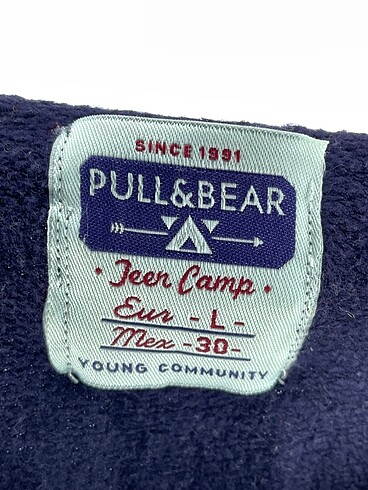 SINCE 1991
PULL&BEAR
• Teen Camp •
Eur - L -
Mex - 30 -
YOUNG COMMUNITY